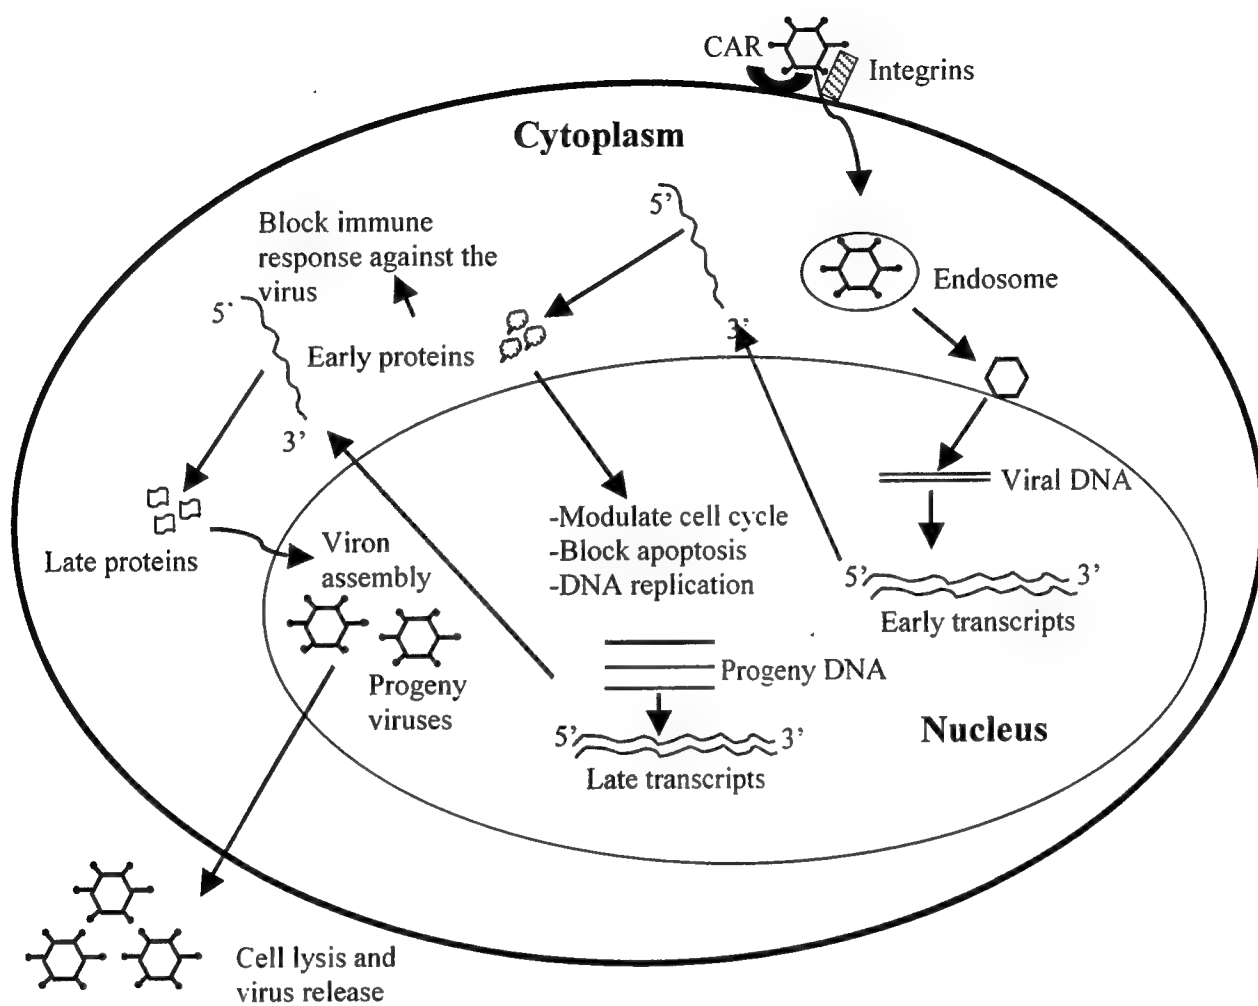 CAR
Integrins
Cytoplasm
5’
Block immune
response against the
virus
Endosome
5’
3’
Early proteins
3’
Viral DNA
-Modulate cell cycle
-Block apoptosis
-DNA replication
Late proteins
Viron
assembly
5’
3’
Early transcripts
Progeny DNA
Progeny
viruses
Nucleus
5’
3’
Late transcripts
Cell lysis and
virus release